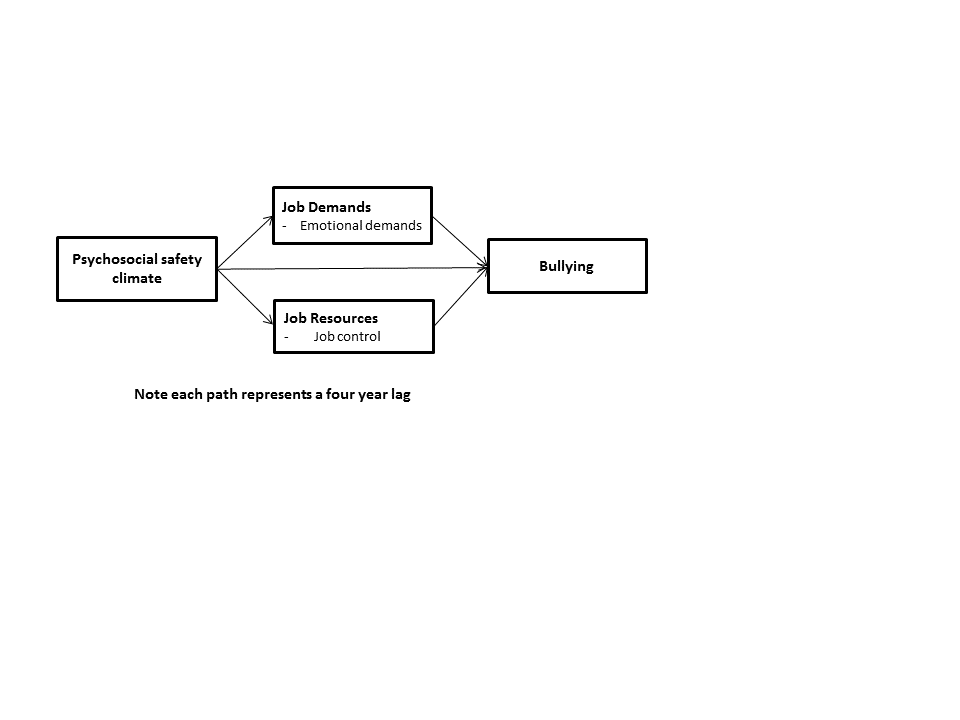 Psychosocial safety
climate
Job Demands
- Emotional demands
Job Resources
- Job control
Bullying
Note each path represents a four year lag